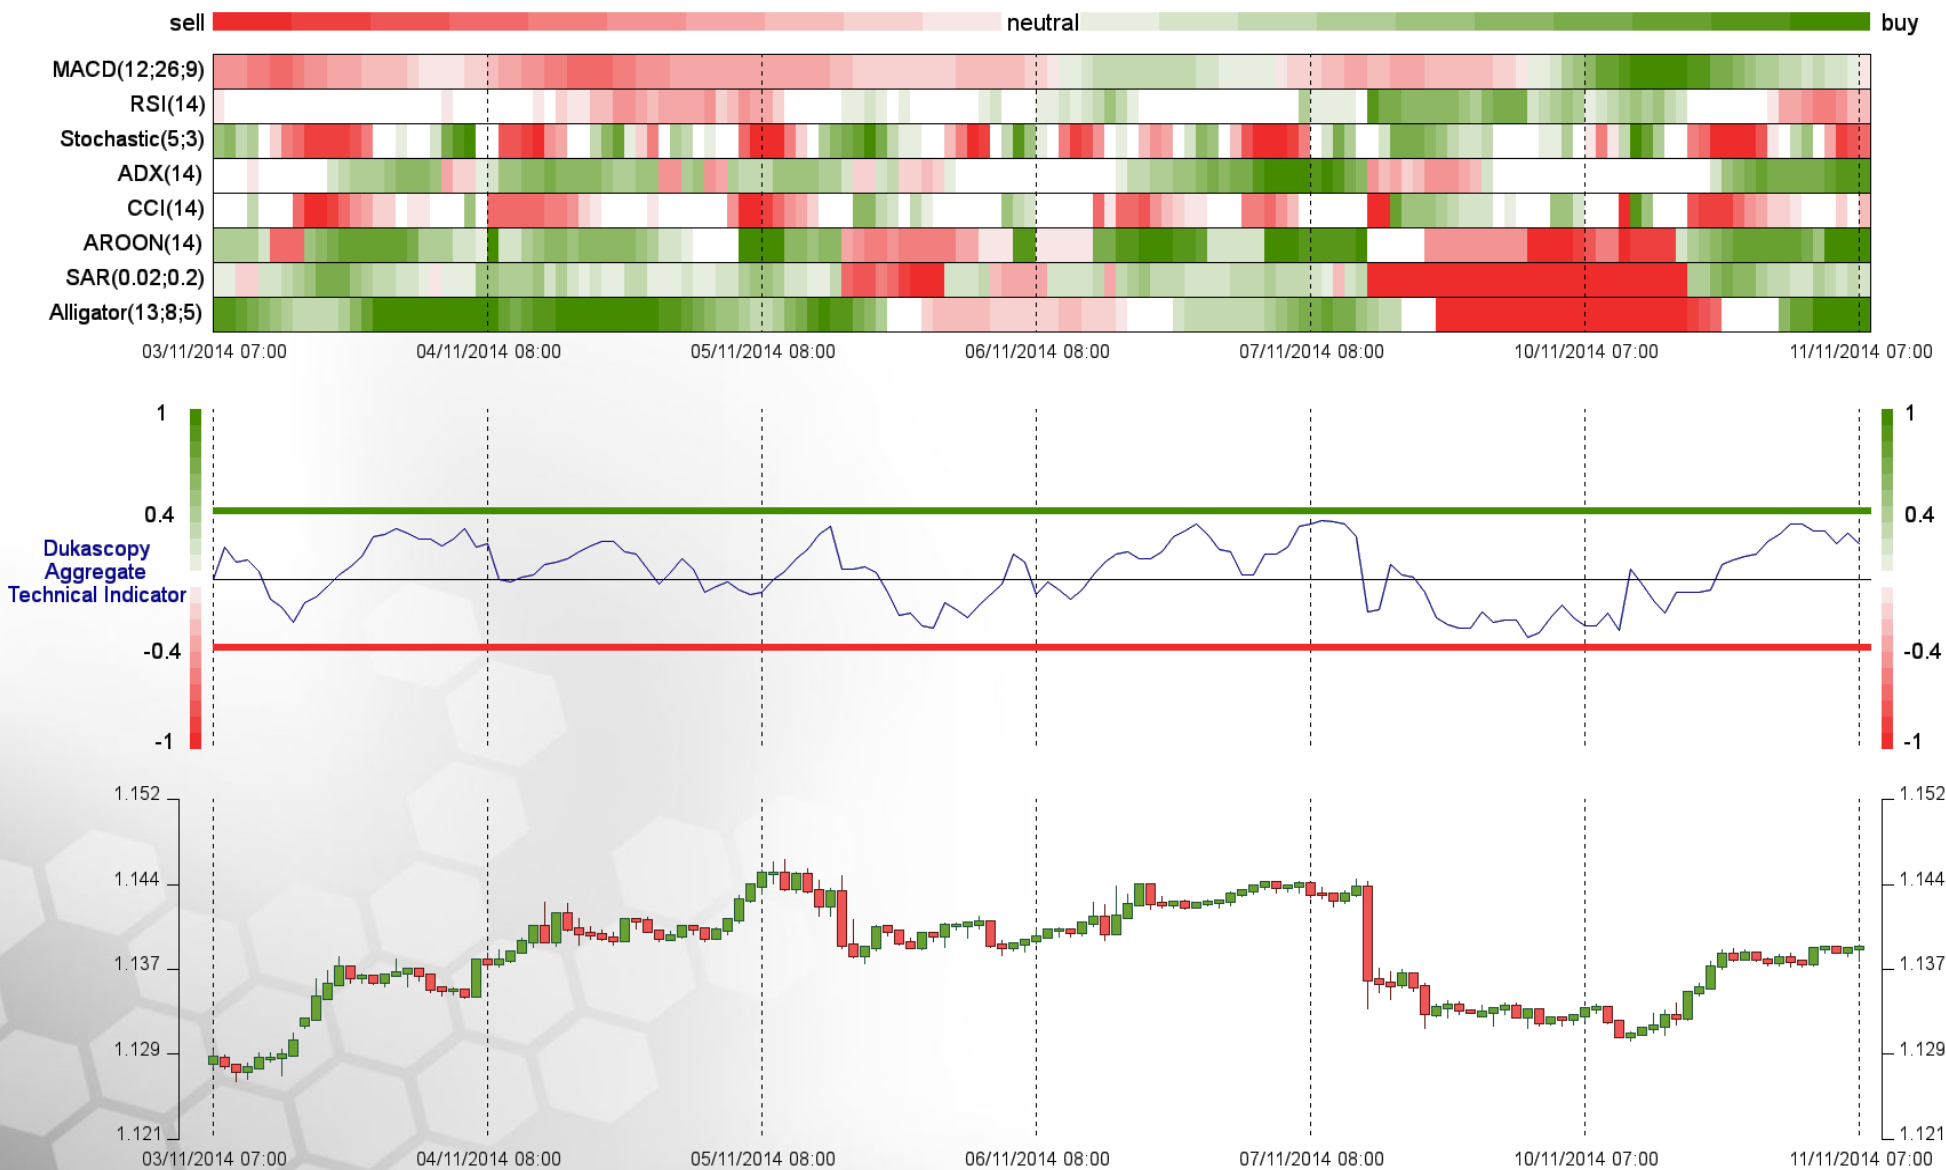 sell neutral buy
MACD(12;26;9)
RSI(14)
Stochastic(5;3)
ADX(14)
CCI(14)
AROON(14)
SAR(0.02;0.2)
Alligator(13;8;5)
03/11/2014 07:00 04/11/2014 08:00 05/11/2014 08:00 06/11/2014 08:00 07/11/2014 08:00 10/11/2014 07:00 11/11/2014 07:00
1 1
0.4 0.4
Dukascopy
Aggregate
Technical Indicator
-0.4 -0.4
-1 -1
1.152 1.152
1.144 1.144
1.137 1.137
1.129 1.129
1.121 1.121
03/11/2014 07:00 04/11/2014 08:00 05/11/2014 08:00 06/11/2014 08:00 07/11/2014 08:00 10/11/2014 07:00 11/11/2014 07:00